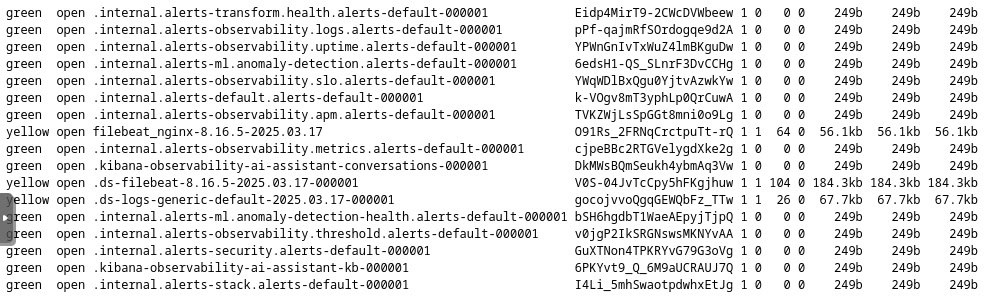 green open .internal.alerts-transform.health.alerts-default-000001 Eidp4MirT9-2CWcDVWbeew 1 0 0 0 249b 249b 249b
green open .internal.alerts-observability.logs.alerts-default-000001 pPf-qajmRfSOrdogqe9d2A 1 0 0 0 249b 249b 249b
green open .internal.alerts-observability.uptime.alerts-default-000001 YPWnGnIvTxWuZ4lmBKguDw 1 0 0 0 249b 249b 249b
green open .internal.alerts-ml.anomaly-detection.alerts-default-000001 6edsH1-QS_SLnrF3DvCCHg 1 0 0 0 249b 249b 249b
green open .internal.alerts-observability.slo.alerts-default-000001 YWqWDlBxQgu0YjtvAzwkYw 1 0 0 0 249b 249b 249b
green open .internal.alerts-default.alerts-default-000001 k-VOgv8mT3yphLp0QrCuwA 1 0 0 0 249b 249b 249b
green open .internal.alerts-observability.apm.alerts-default-000001 TVKZWjLsSpGGt8mni0o9Lg 1 0 0 0 249b 249b 249b
yellow open filebeat_nginx-8.16.5-2025.03.17 O91Rs_2FRNqCrctpuTt-rQ 1 1 64 0 56.1kb 56.1kb 56.1kb
green open .internal.alerts-observability.metrics.alerts-default-000001 cjpeBBc2RTGVelygdXke2g 1 0 0 0 249b 249b 249b
green open .kibana-observability-ai-assistant-conversations-000001 DkMWsBQmSeukh4ybmAq3Vw 1 0 0 0 249b 249b 249b
yellow open .ds-filebeat-8.16.5-2025.03.17-000001 V0S-04JvTcCpy5hFKgjhuw 1 1 104 0 184.3kb 184.3kb 184.3kb
yellow open .ds-logs-generic-default-2025.03.17-000001 gocojvvoQgqGEWQbFz_TTw 1 1 26 0 67.7kb 67.7kb 67.7kb
green open .internal.alerts-ml.anomaly-detection-health.alerts-default-000001 bSH6hgdbT1WaeAEpyjTjpQ 1 0 0 0 249b 249b 249b
green open .internal.alerts-observability.threshold.alerts-default-000001 v0jgP2IkSRGNswsMKNYvAA 1 0 0 0 249b 249b 249b
green open .internal.alerts-security.alerts-default-000001 GuXTNon4TPKRYvG79G3oVg 1 0 0 0 249b 249b 249b
green open .kibana-observability-ai-assistant-kb-000001 6PKYvt9_Q_6M9aUCRAUJ7Q 1 0 0 0 249b 249b 249b
green open .internal.alerts-stack.alerts-default-000001 I4Li_5mhSwaotpdwhxEtJg 1 0 0 0 249b 249b 249b